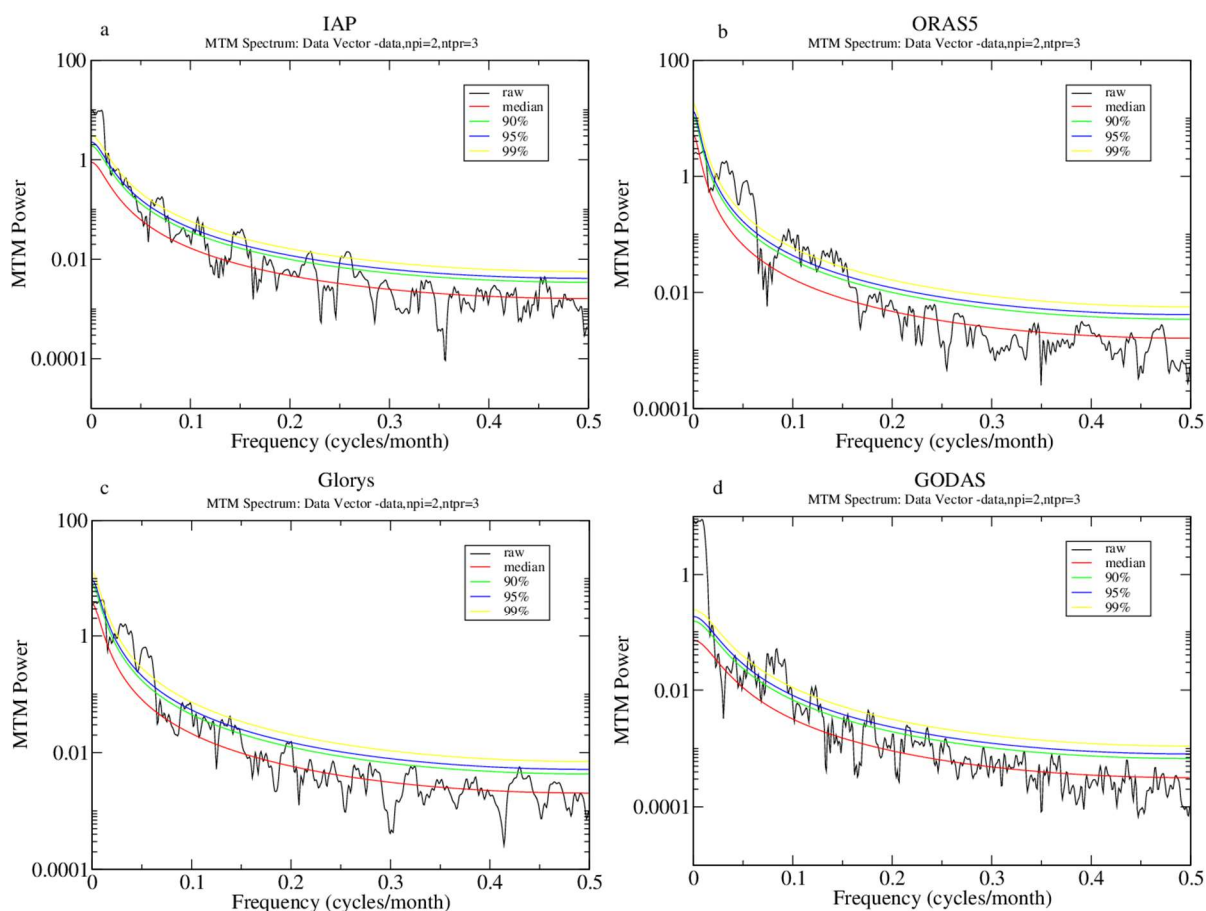 a
IAP
MTM Spectrum: Data Vector -data,npi=2,ntpr=3
100
1
0.01
0.0001
MTM Power
raw
median
90%
95%
99%
0 0.1 0.2 0.3 0.4 0.5
Frequency (cycles/month)
b
ORAS5
MTM Spectrum: Data Vector -data,npi=2,ntpr=3
100
1
0.01
0.0001
MTM Power
raw
median
90%
95%
99%
0 0.1 0.2 0.3 0.4 0.5
Frequency (cycles/month)
c
Glorys
MTM Spectrum: Data Vector -data,npi=2,ntpr=3
100
1
0.01
0.0001
MTM Power
raw
median
90%
95%
99%
0 0.1 0.2 0.3 0.4 0.5
Frequency (cycles/month)
d
GODAS
MTM Spectrum: Data Vector -data,npi=2,ntpr=3
1
0.01
0.0001
MTM Power
raw
median
90%
95%
99%
0 0.1 0.2 0.3 0.4 0.5
Frequency (cycles/month)